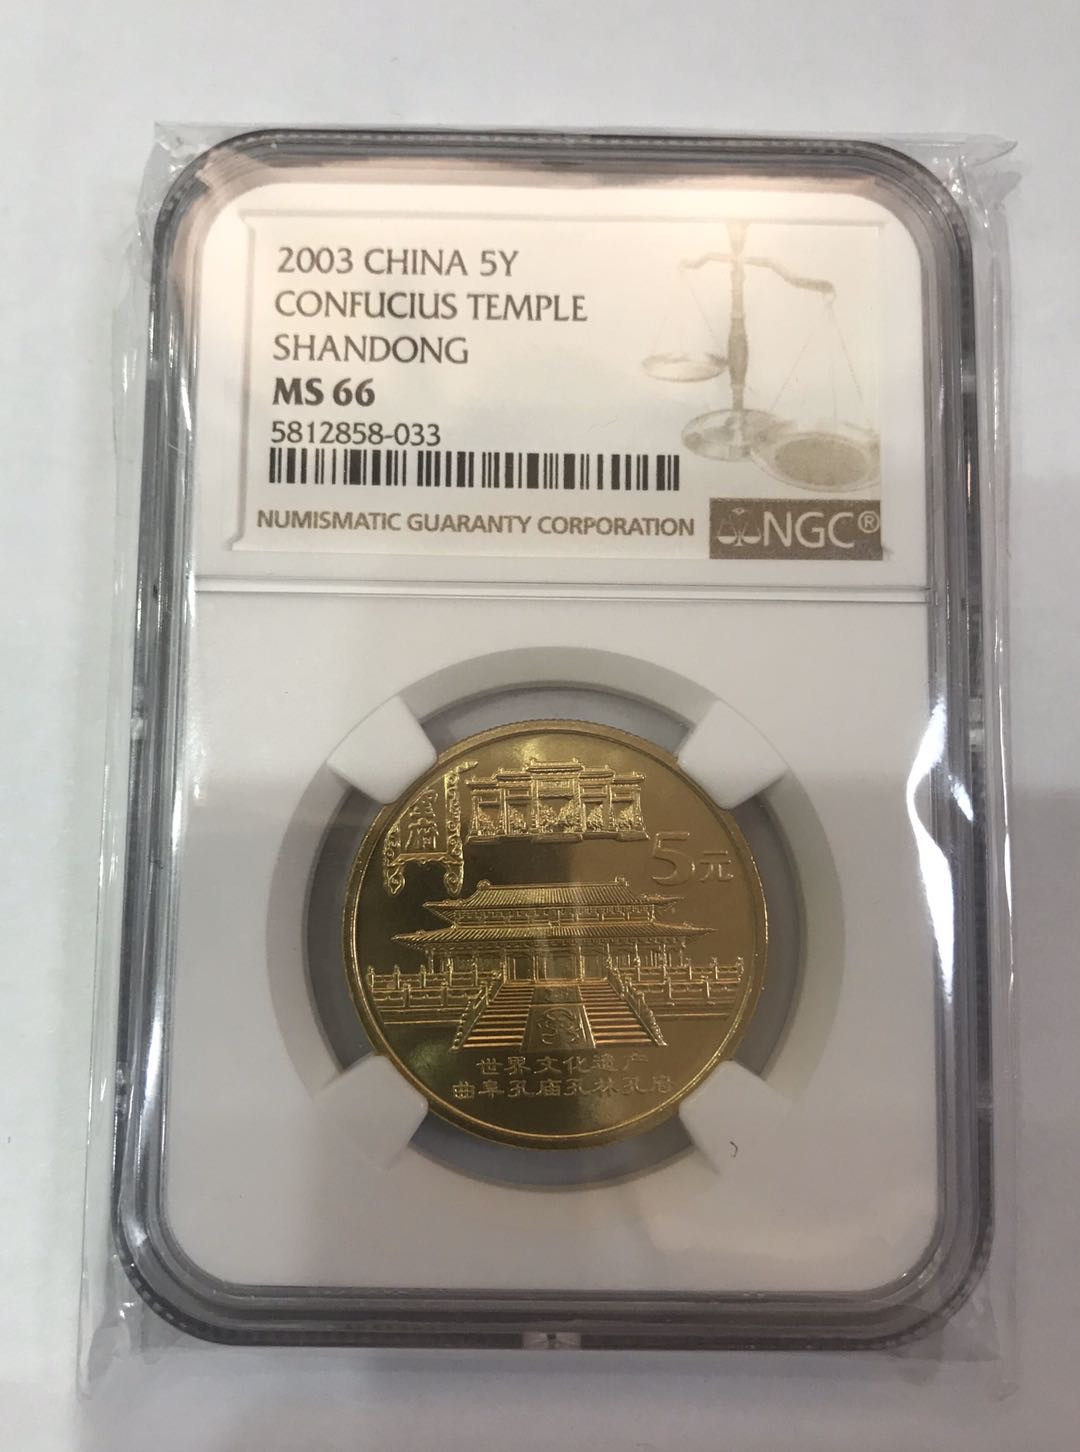 2003 CHINA 5Y
CONFUCIUS TEMPLE
SHANDONG
MS 66
5812858-033
NUMISMATIC GUARANTY CORPORATION
NGC®
5元
世界文化遗产
曲阜孔庙孔林孔府